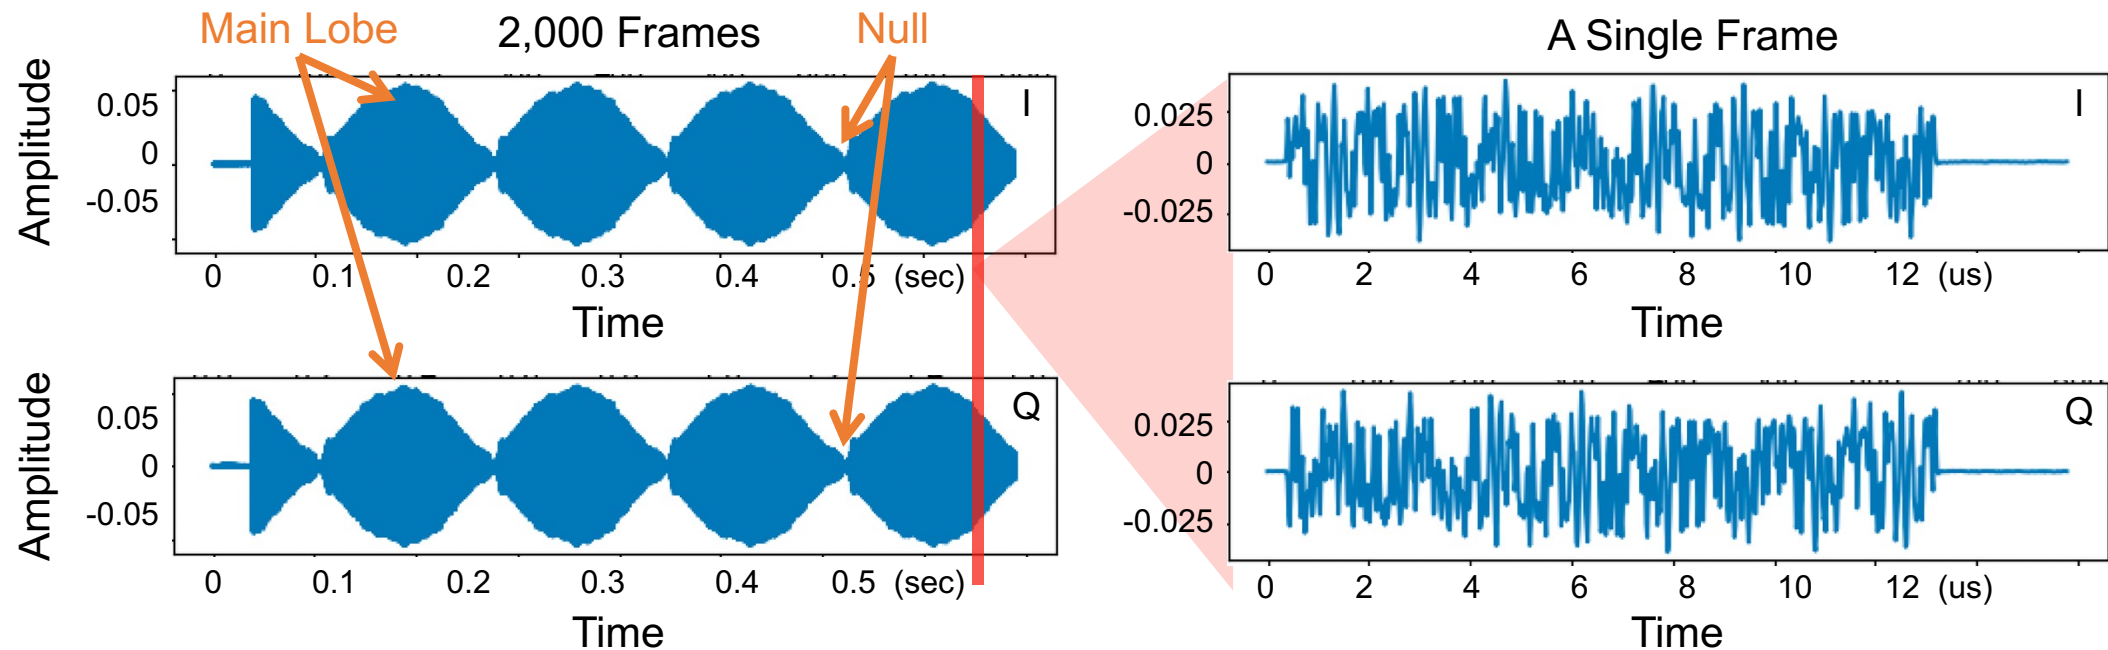 Main Lobe
2,000 Frames
Null
A Single Frame
Amplitude
0.05
0
-0.05
I
0 0.1 0.2 0.3 0.4 0.5 (sec)
Time
Amplitude
0.05
0
-0.05
Q
0 0.1 0.2 0.3 0.4 0.5 (sec)
Time
0.025
0
-0.025
I
0 2 4 6 8 10 12 (us)
Time
0.025
0
-0.025
Q
0 2 4 6 8 10 12 (us)
Time